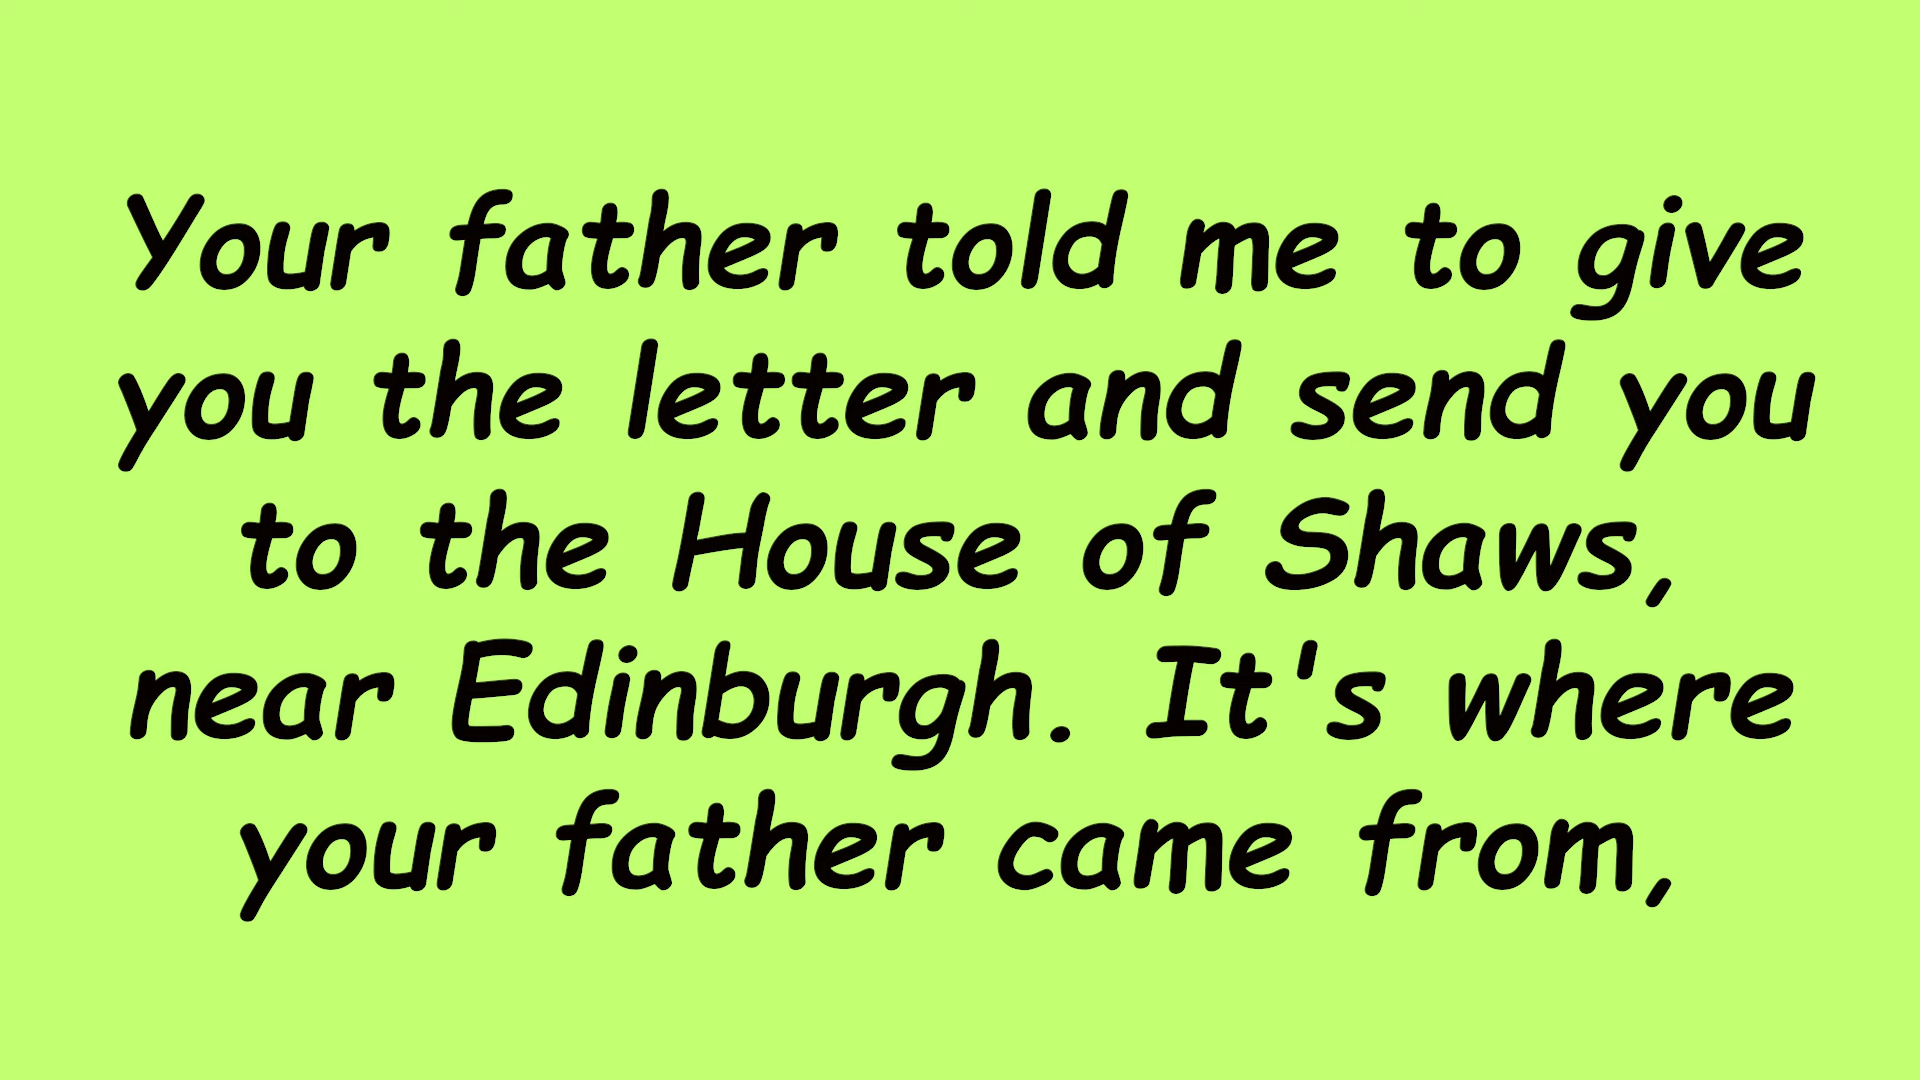 Your father told me to give
you the letter and send you
to the House of Shaws,
near Edinburgh. It's where
your father came from,